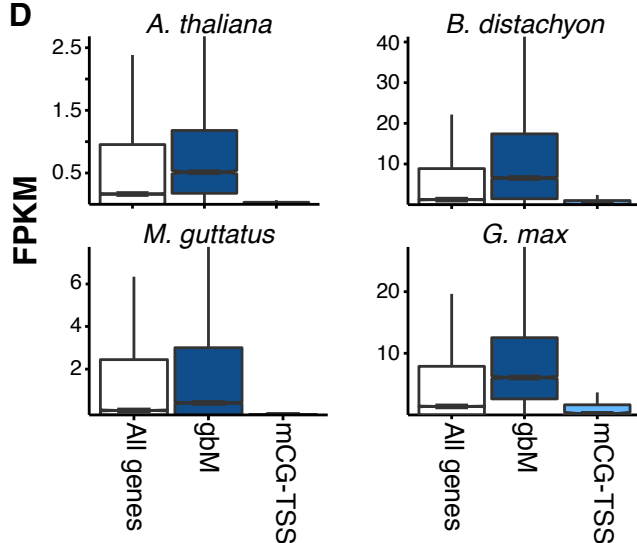 D
A. thaliana
B. distachyon
2.5
1.5
0.5
40
30
20
10
FPKM
M. guttatus
G. max
6
4
2
20
10
All genes
gbM
mCG-TSS
All genes
gbM
mCG-TSS